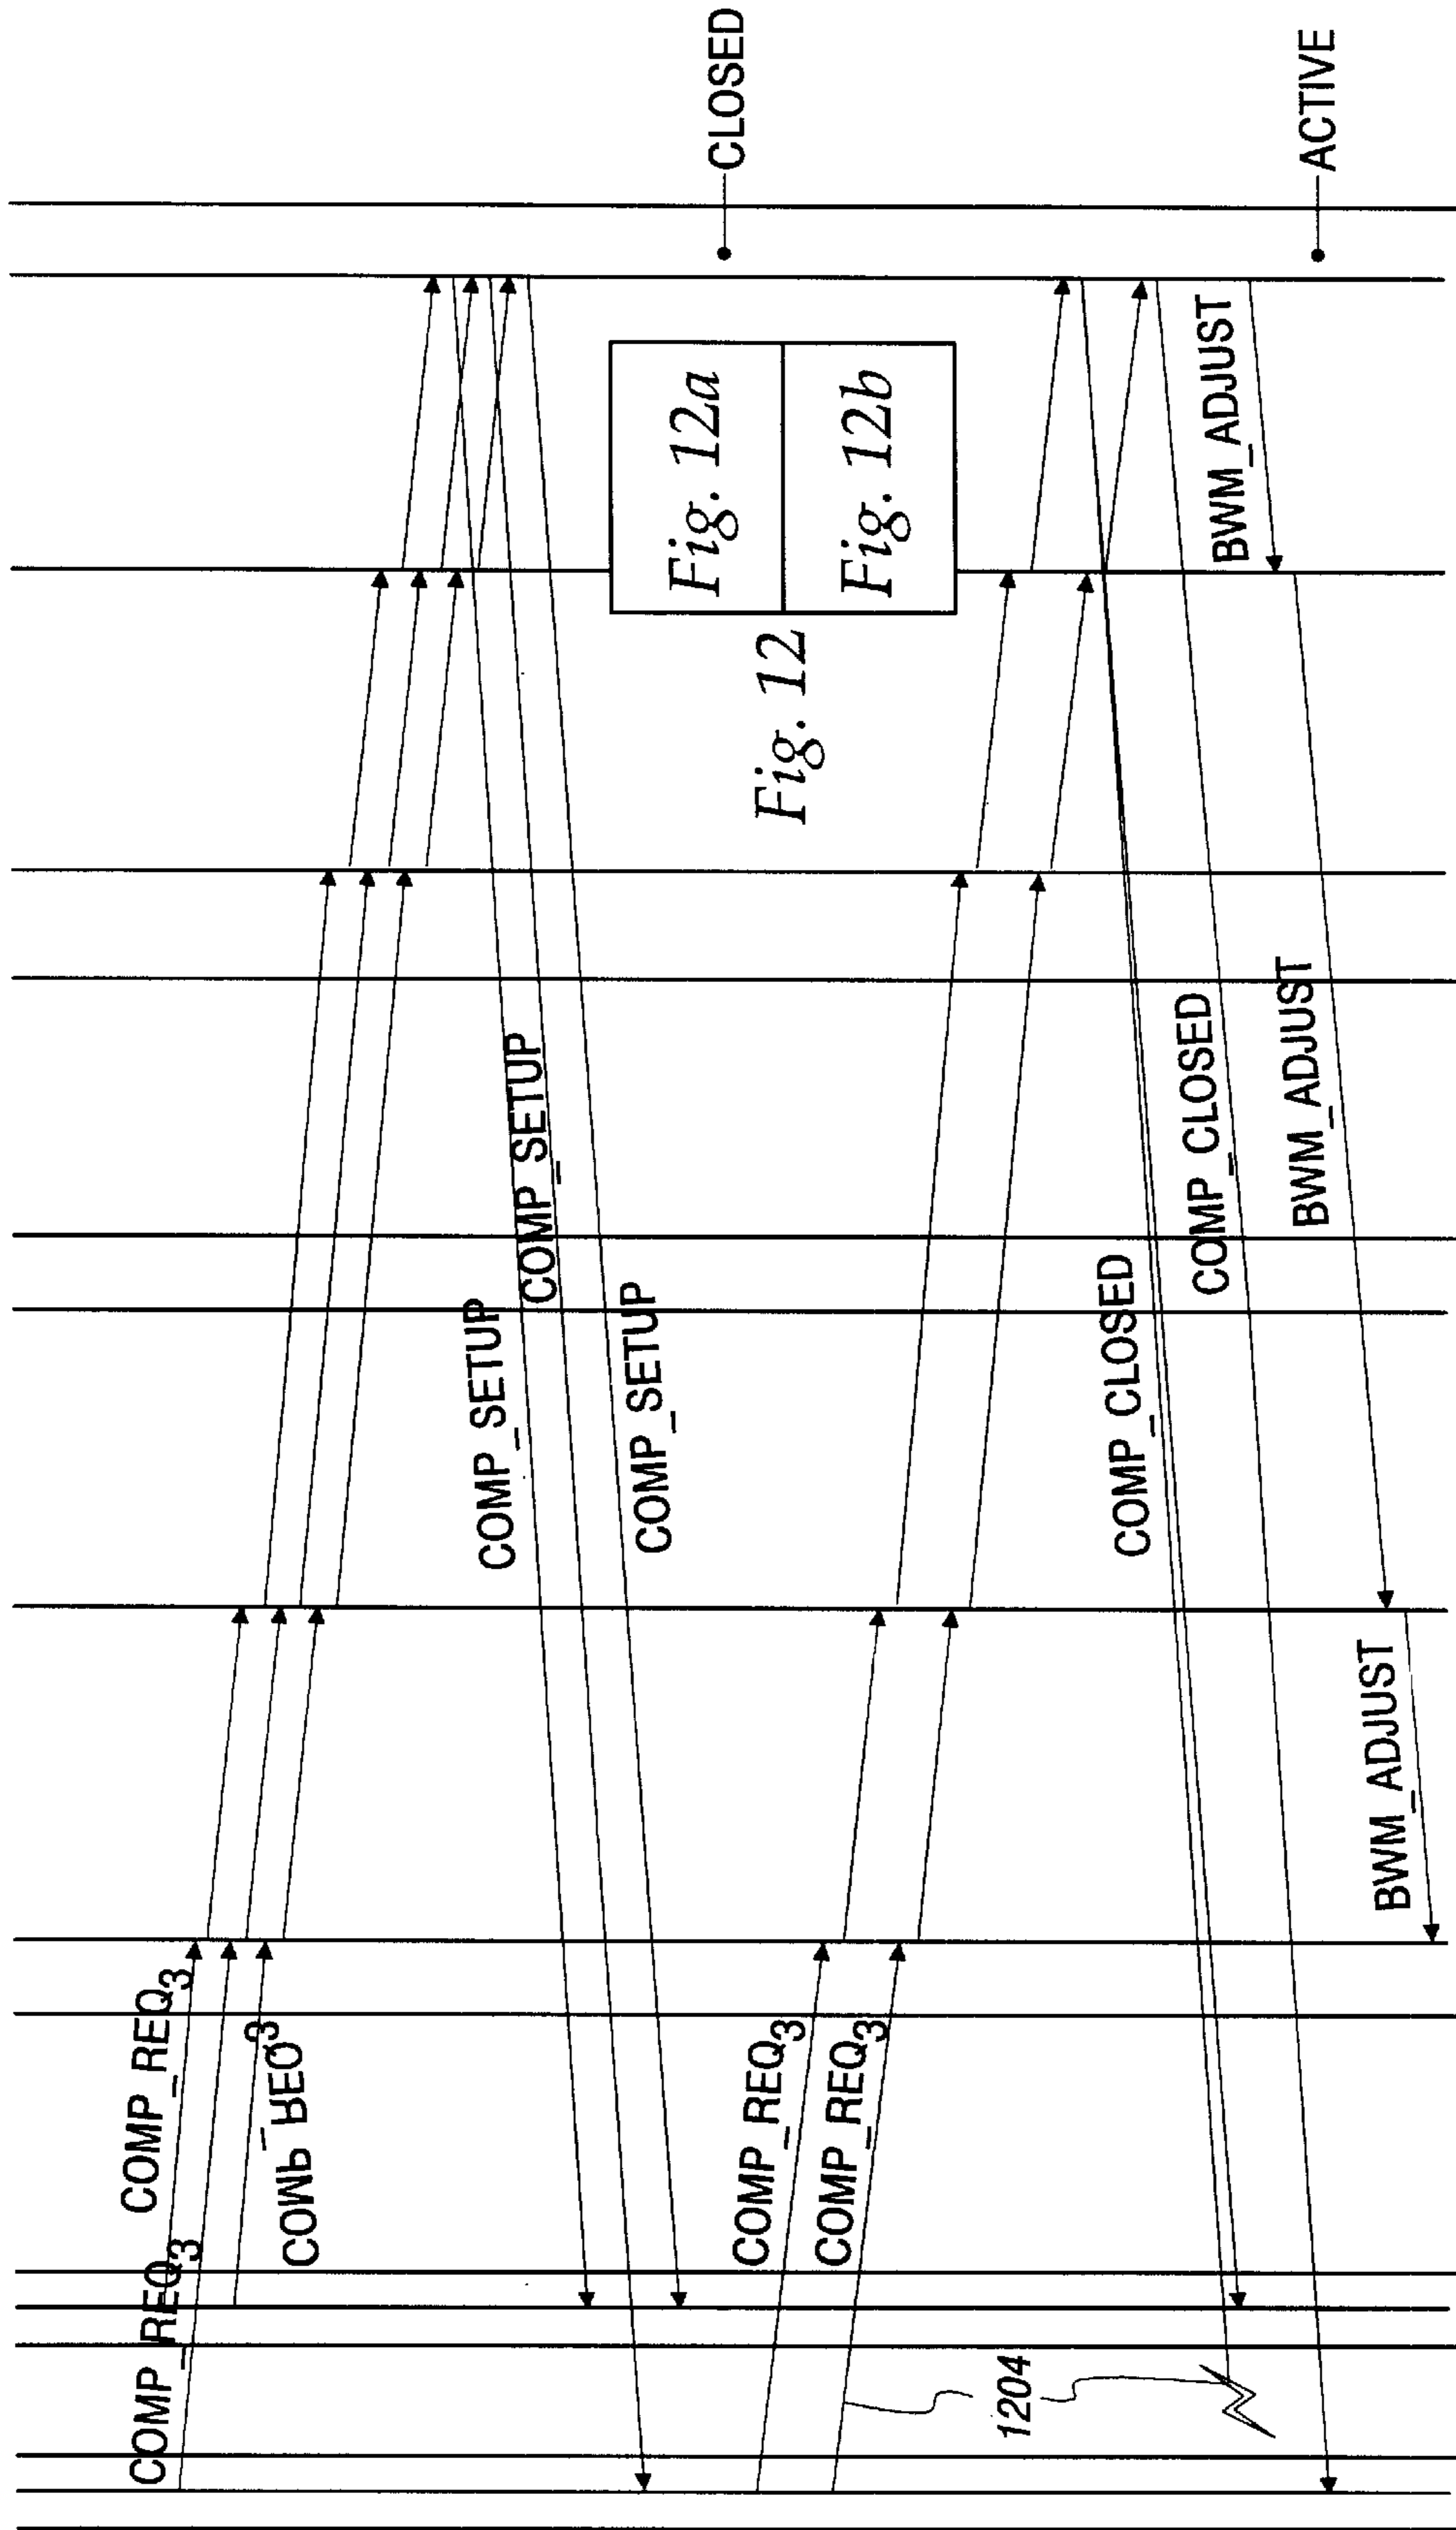 COMP_REQ3
COMP_REQ3
COMP_REQ3
COMP_SETUP
COMP_SETUP
COMP_SETUP
CLOSED
Fig. 12a
Fig. 12b
Fig. 12
COMP_REQ3
COMP_REQ3
1204
COMP_CLOSED
COMP_CLOSED
BWM_ADJUST
BWM_ADJUST
BWM_ADJUST
ACTIVE